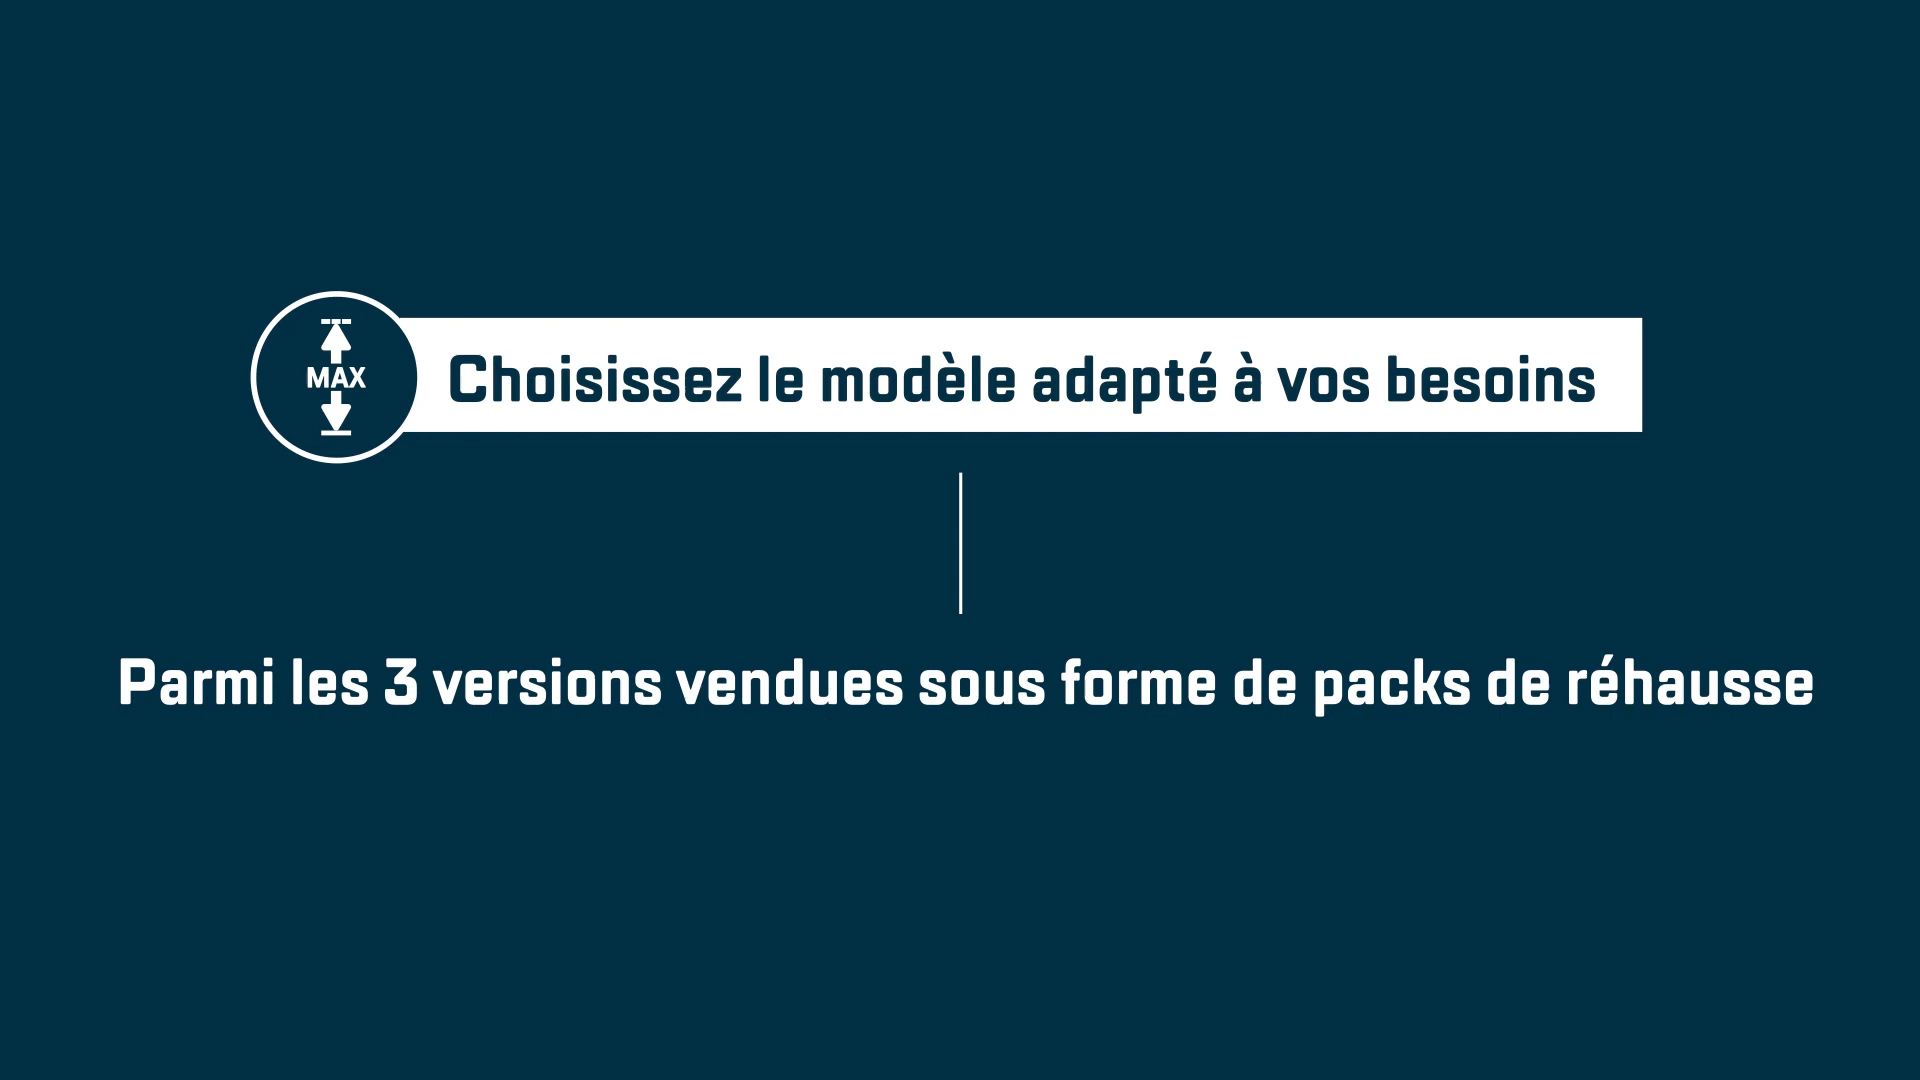 MAX
Choisissez le modèle adapté à vos besoins
Parmi les 3 versions vendues sous forme de packs de réhausse